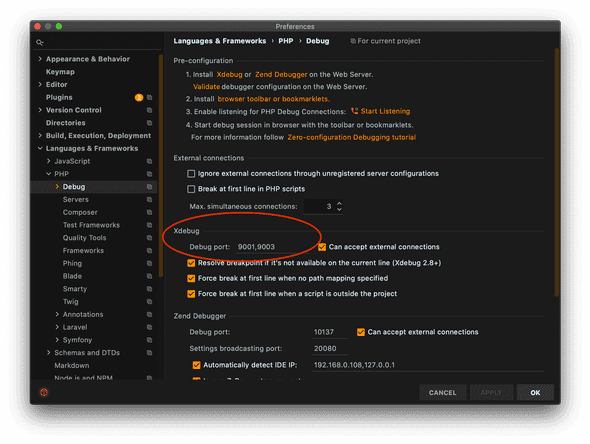 Preferences
Languages & Frameworks › PHP › Debug For current project
Appearance & Behavior
Keymap
Editor
Plugins 2
Version Control
Directories
Build, Execution, Deployment
Languages & Frameworks
JavaScript
PHP
Debug
Servers
Composer
Test Frameworks
Quality Tools
Frameworks
Phing
Blade
Smarty
Twig
Annotations
Laravel
Symfony
Schemas and DTDs
Markdown
Node.js and NPM
Pre-configuration
1. Install Xdebug or Zend Debugger on the Web Server.
Validate debugger configuration on the Web Server.
2. Install browser toolbar or bookmarklets.
3. Enable listening for PHP Debug Connections: Start Listening
4. Start debug session in browser with the toolbar or bookmarklets.
For more information follow Zero-configuration Debugging tutorial
External connections
Ignore external connections through unregistered server configurations
Break at first line in PHP scripts
Max. simultaneous connections: 3
Xdebug
Debug port: 9001,9003 Can accept external connections
Resolve breakpoint if it's not available on the current line (Xdebug 2.8+)
Force break at first line when no path mapping specified
Force break at first line when a script is outside the project
Zend Debugger
Debug port: 10137 Can accept external connections
Settings broadcasting port: 20080
Automatically detect IDE IP: 192.168.0.108,127.0.0.1
CANCEL APPLY OK